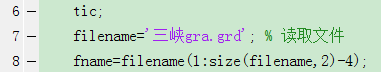 6 - tic;
7 - filename='三峡gra.grd'; % 读取文件
8 - fname=filename(1:size(filename,2)-4);